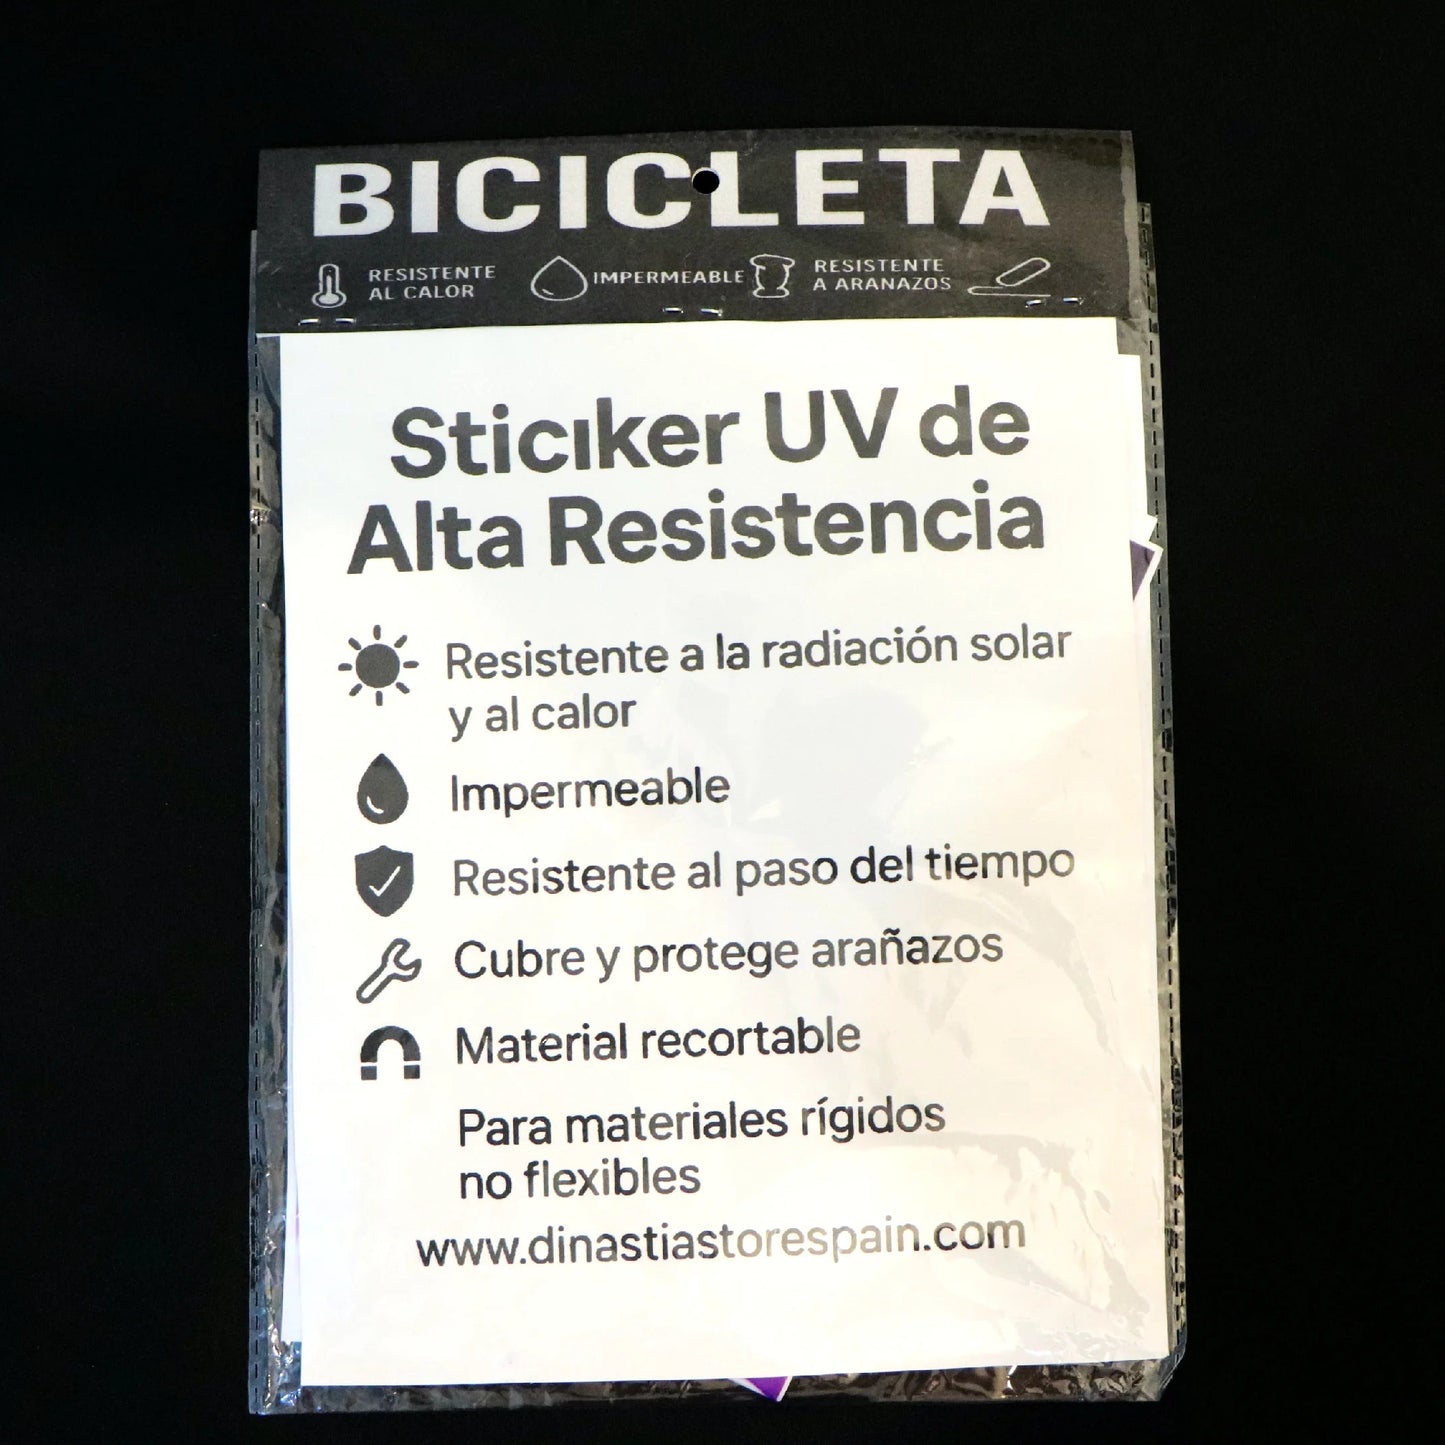 BICICLETA
RESISTENTE
AL CALOR
IMPERMEABLE
RESISTENTE
A ARANAZOS
Sticıker UV de
Alta Resistencia
Resistente a la radiación solar
y al calor
Impermeable
Resistente al paso del tiempo
Cubre y protege arañazos
Material recortable
Para materiales rígidos
no flexibles
www.dinastiastorespain.com